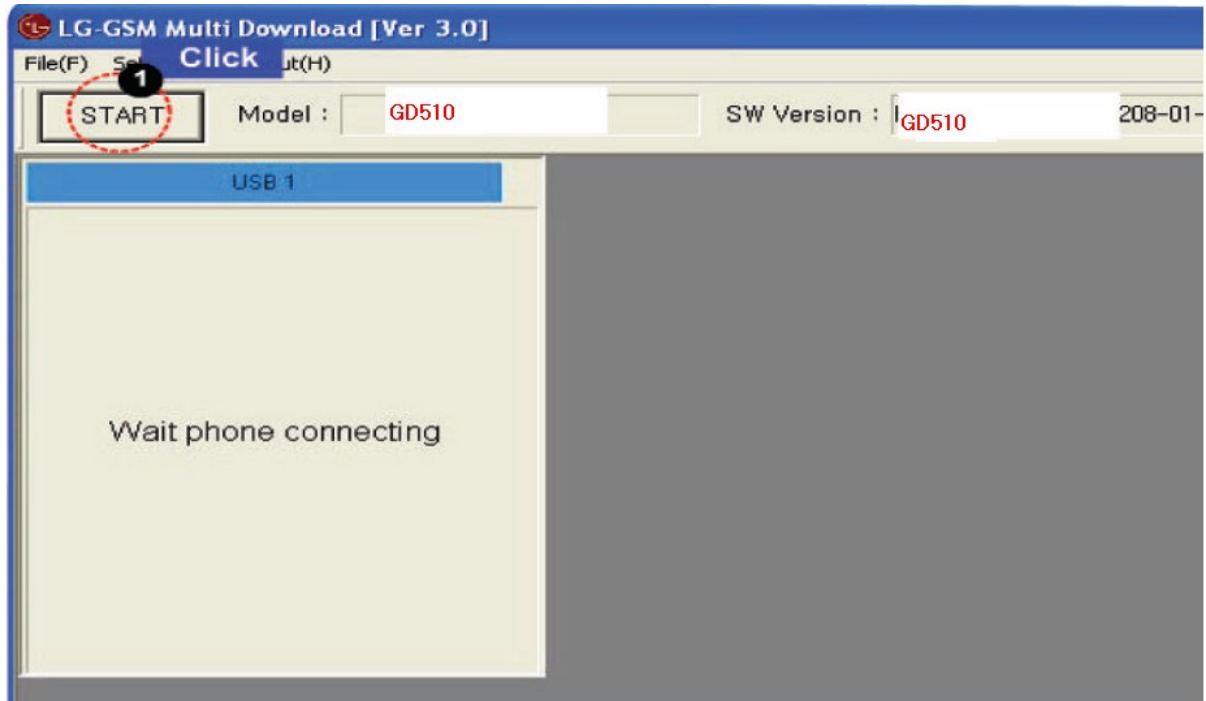 LG-GSM Multi Download [Ver 3.0]
File(F) Click ut(H)
1
START Model : GD510 SW Version : GD510 208-01-
USB 1
Wait phone connecting